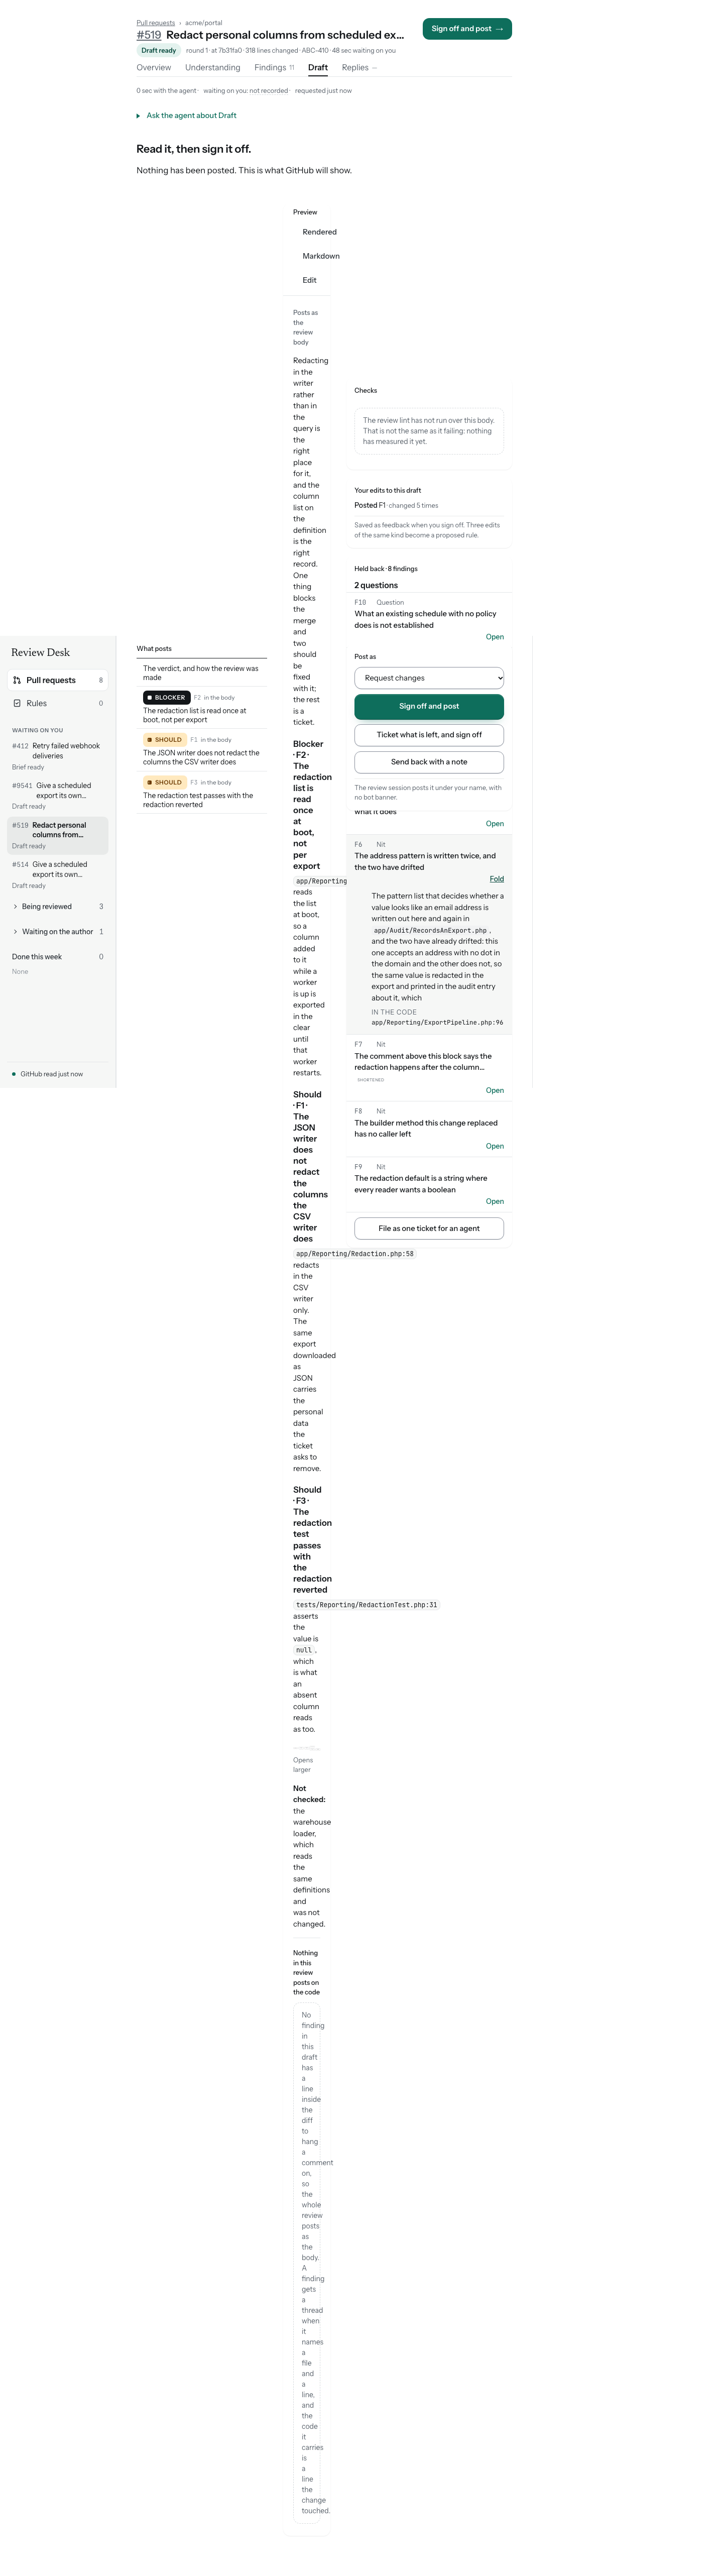 Pull requests › acme/portal
#519 Redact personal columns from scheduled ex...
Sign off and post →
Draft ready round 1 · at 7b31fa0 · 318 lines changed · ABC-410 · 48 sec waiting on you
Overview Understanding Findings 11 Draft Replies —
0 sec with the agent · waiting on you: not recorded · requested just now
Ask the agent about Draft
Read it, then sign it off.
Nothing has been posted. This is what GitHub will show.
Review Desk
Pull requests 8
Rules 0
WAITING ON YOU
#412 Retry failed webhook
deliveries
Brief ready
#9541 Give a scheduled
export its own...
Draft ready
#519 Redact personal
columns from...
Draft ready
#514 Give a scheduled
export its own...
Draft ready
Being reviewed 3
Waiting on the author 1
Done this week 0
None
GitHub read just now
What posts
The verdict, and how the review was
made
BLOCKER F2 in the body
The redaction list is read once at
boot, not per export
SHOULD F1 in the body
The JSON writer does not redact the
columns the CSV writer does
SHOULD F3 in the body
The redaction test passes with the
redaction reverted
Preview
Rendered
Markdown
Edit
Posts as
the
review
body
Redacting
in the
writer
rather
than in
the
query is
the
right
place
for it,
and the
column
list on
the
definition
is the
right
record.
One
thing
blocks
the
merge
and
two
should
be
fixed
with it;
the rest
is a
ticket.
Blocker
· F2 ·
The
redaction
list is
read
once
at
boot,
not
per
export
app/Reporting
reads
the list
at boot,
so a
column
added
to it
while a
worker
is up is
exported
in the
clear
until
that
worker
restarts.
Should
· F1 ·
The
JSON
writer
does
not
redact
the
columns
the
CSV
writer
does
app/Reporting/Redaction.php:58
redacts
in the
CSV
writer
only.
The
same
export
downloaded
as
JSON
carries
the
personal
data
the
ticket
asks to
remove.
Should
· F3 ·
The
redaction
test
passes
with
the
redaction
reverted
tests/Reporting/RedactionTest.php:31
asserts
the
value is
null ,
which
is what
an
absent
column
reads
as too.
Opens
larger
Not
checked:
the
warehouse
loader,
which
reads
the
same
definitions
and
was not
changed.
Nothing
in this
review
posts on
the code
No
finding
in
this
draft
has
a
line
inside
the
diff
to
hang
a
comment
on,
so
the
whole
review
posts
as
the
body.
A
finding
gets
a
thread
when
it
names
a
file
and
a
line,
and
the
code
it
carries
is
a
line
the
change
touched.
Checks
The review lint has not run over this body.
That is not the same as it failing: nothing
has measured it yet.
Your edits to this draft
Posted F1 · changed 5 times
Saved as feedback when you sign off. Three edits
of the same kind become a proposed rule.
Held back · 8 findings
2 questions
F10 Question
What an existing schedule with no policy
does is not established
Open
Post as
Request changes
Sign off and post
Ticket what is left, and sign off
Send back with a note
The review session posts it under your name, with
no bot banner.
what it does
Open
F6 Nit
The address pattern is written twice, and
the two have drifted
Fold
The pattern list that decides whether a
value looks like an email address is
written out here and again in
app/Audit/RecordsAnExport.php ,
and the two have already drifted: this
one accepts an address with no dot in
the domain and the other does not, so
the same value is redacted in the
export and printed in the audit entry
about it, which
IN THE CODE
app/Reporting/ExportPipeline.php:96
F7 Nit
The comment above this block says the
redaction happens after the column...
SHORTENED
Open
F8 Nit
The builder method this change replaced
has no caller left
Open
F9 Nit
The redaction default is a string where
every reader wants a boolean
Open
File as one ticket for an agent